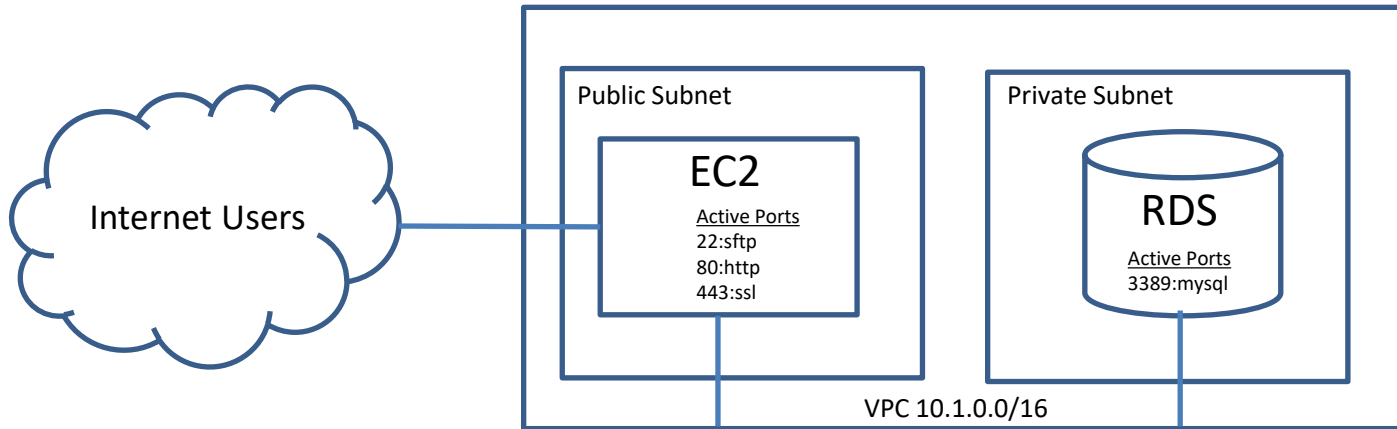 Internet Users
Public Subnet
EC2
Active Ports
22:sftp
80:http
443:ssl
Private Subnet
RDS
Active Ports
3389:mysql
VPC 10.1.0.0/16